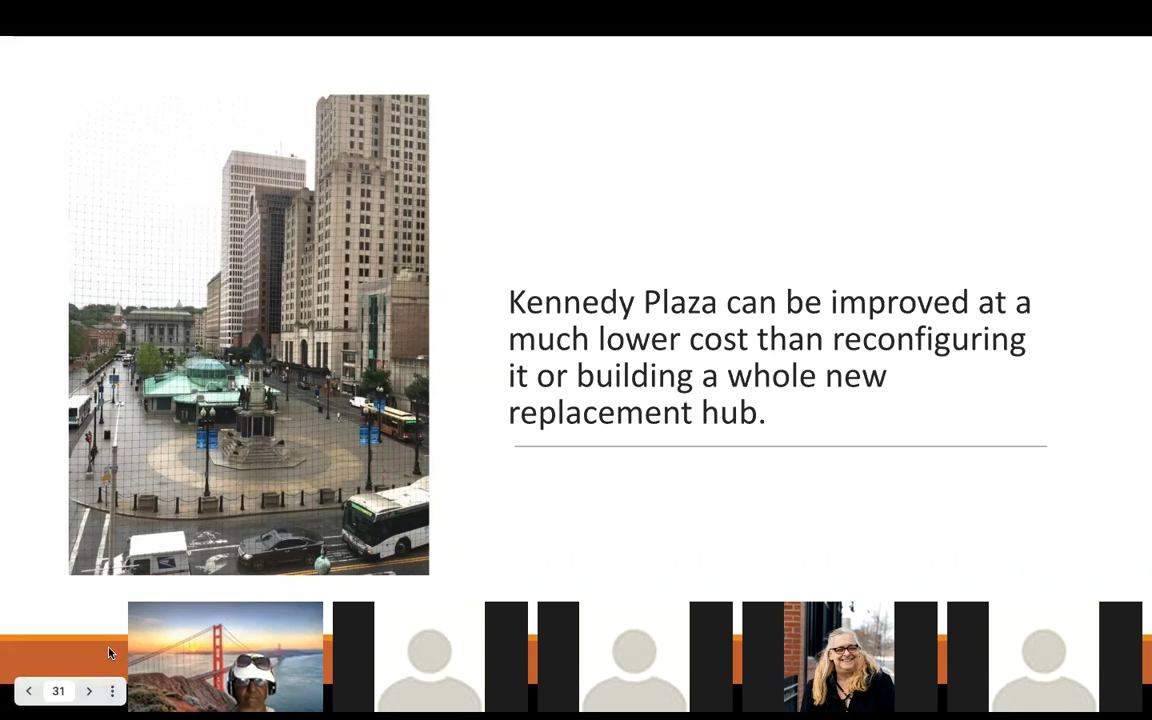 Kennedy Plaza can be improved at a
much lower cost than reconfiguring
it or building a whole new
replacement hub.
31